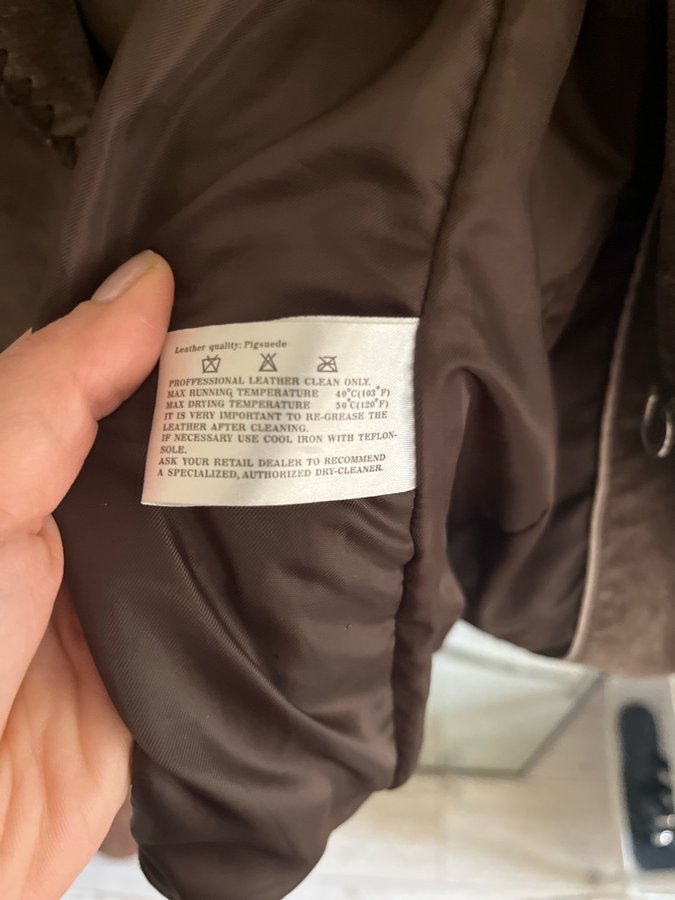 Leather quality: Pigsuede
PROFFESSIONAL LEATHER CLEAN ONLY.
MAX RUNNING TEMPERATURE 40°C(103°F)
MAX DRYING TEMPERATURE 50°C(120°F)
IT IS VERY IMPORTANT TO RE-GREASE THE
LEATHER AFTER CLEANING.
IF NECESSARY USE COOL IRON WITH TEFLON-
SOLE.
ASK YOUR RETAIL DEALER TO RECOMMEND
A SPECIALIZED, AUTHORIZED DRY-CLEANER.